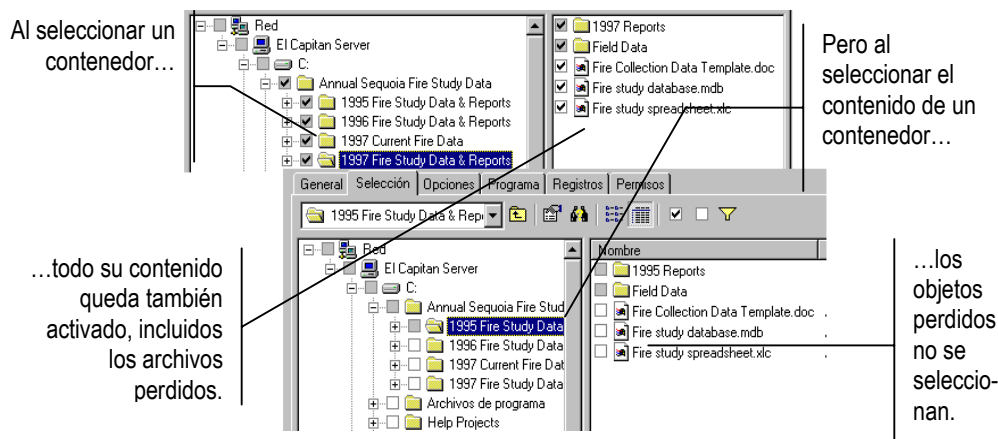 Al seleccionar un
contenedor…
Red
El Capitan Server
C:
Annual Sequoia Fire Study Data
1995 Fire Study Data & Reports
1996 Fire Study Data & Reports
1997 Current Fire Data
1997 Fire Study Data & Reports
1997 Reports
Field Data
Fire Collection Data Template.doc
Fire study database.mdb
Fire study spreadsheet.xlc
Pero al
seleccionar el
contenido de un
contenedor…
General Selección Opciones Programa Registros Permisos
1995 Fire Study Data & Rep
…todo su contenido
queda también
activado, incluidos
los archivos
perdidos.
Red
El Capitan Server
C:
Annual Sequoia Fire Stud
1995 Fire Study Data
1996 Fire Study Data
1997 Current Fire Dat
1997 Fire Study Data
Archivos de programa
Help Projects
Nombre
1995 Reports
Field Data
Fire Collection Data Template.doc
Fire study database.mdb
Fire study spreadsheet.xlc
…los
objetos
perdidos
no se
seleccio-
nan.